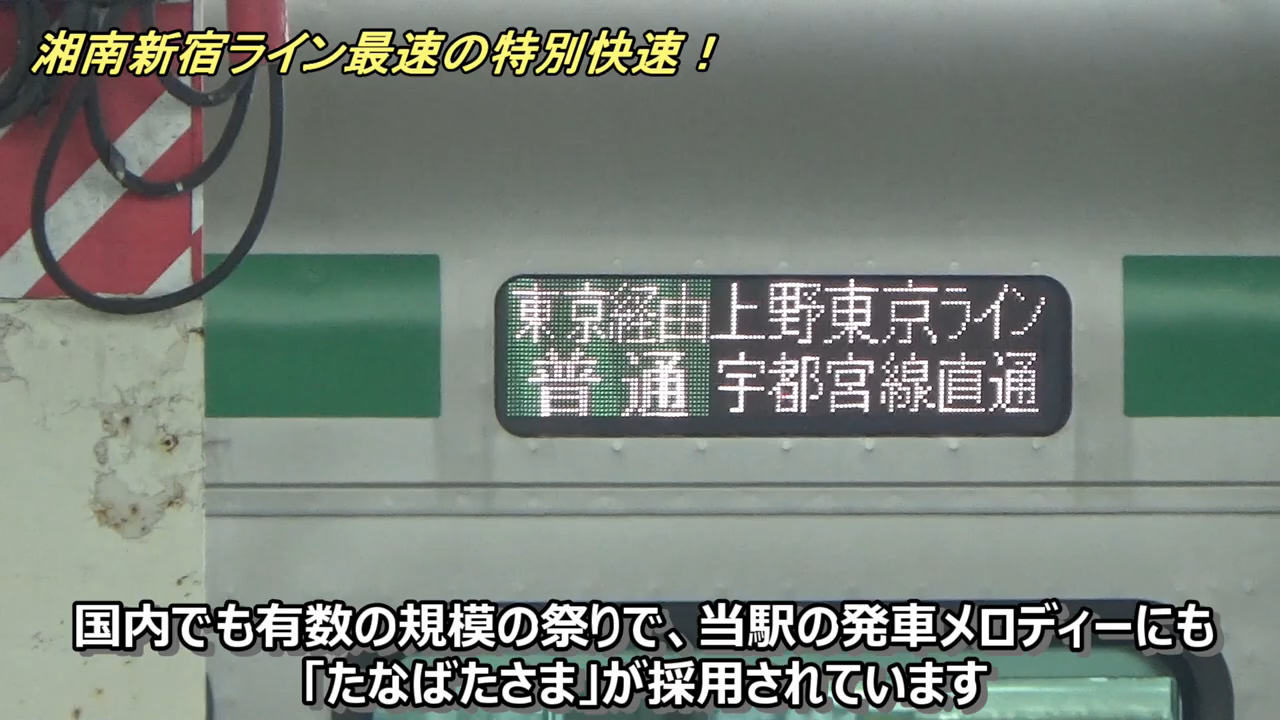 湘南新宿ライン最速の特別快速！
東京経由 上野東京ライン
普通 宇都宮線直通
国内でも有数の規模の祭りで、当駅の発車メロディーにも
「たなばたさま」が採用されています